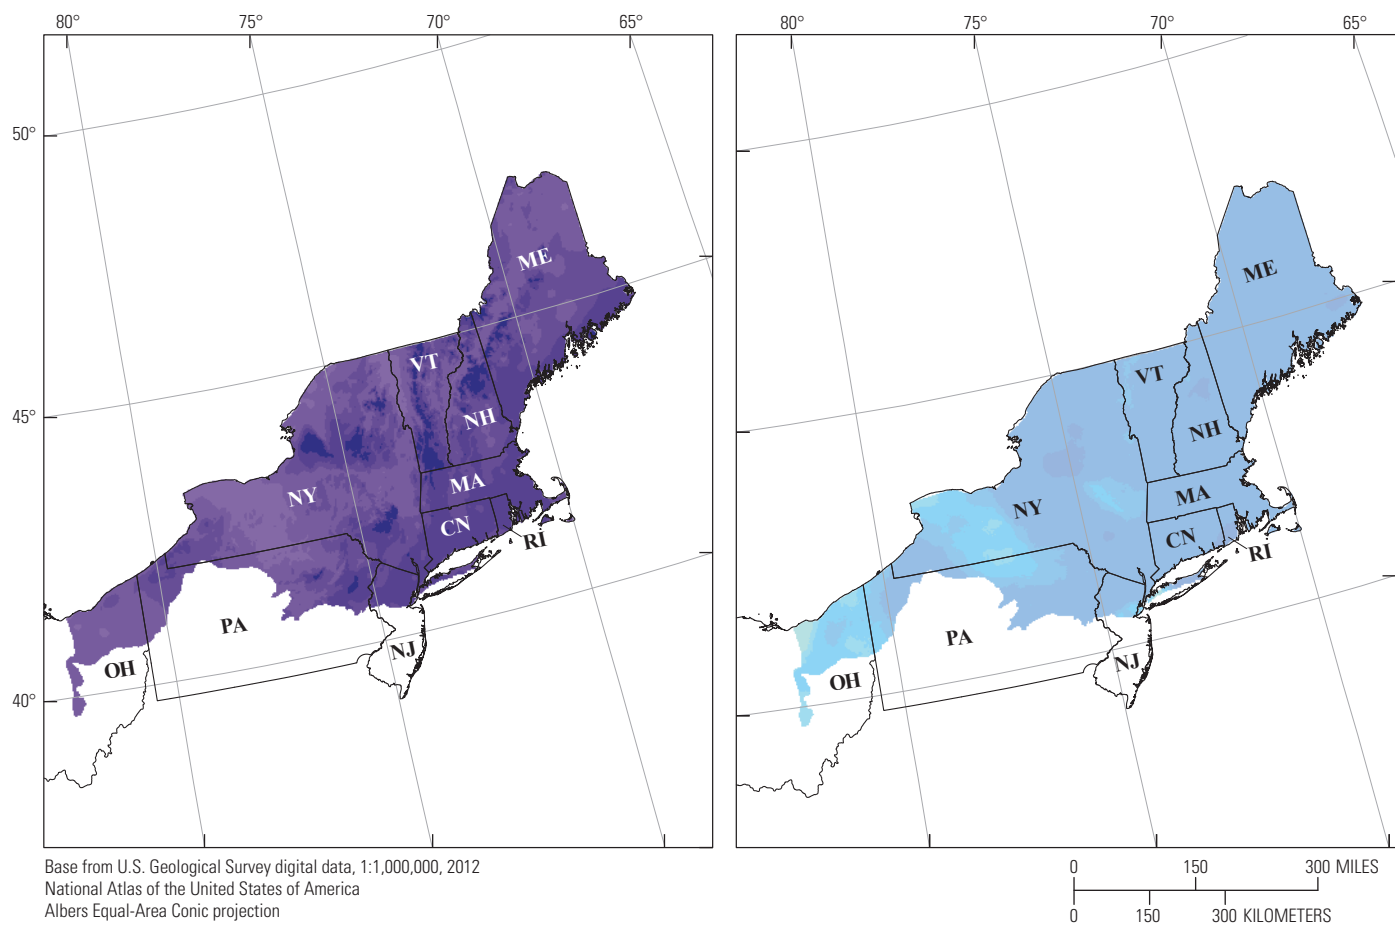 80° 75° 70° 65° 80° 75° 70° 65°
50°
45°
40°
ME
VT
NH
NY
MA
CN
RI
PA
OH
NJ
ME
VT
NH
NY
MA
CN
RI
PA
OH
NJ
Base from U.S. Geological Survey digital data, 1:1,000,000, 2012
National Atlas of the United States of America
Albers Equal-Area Conic projection
0 150 300 MILES
0 150 300 KILOMETERS